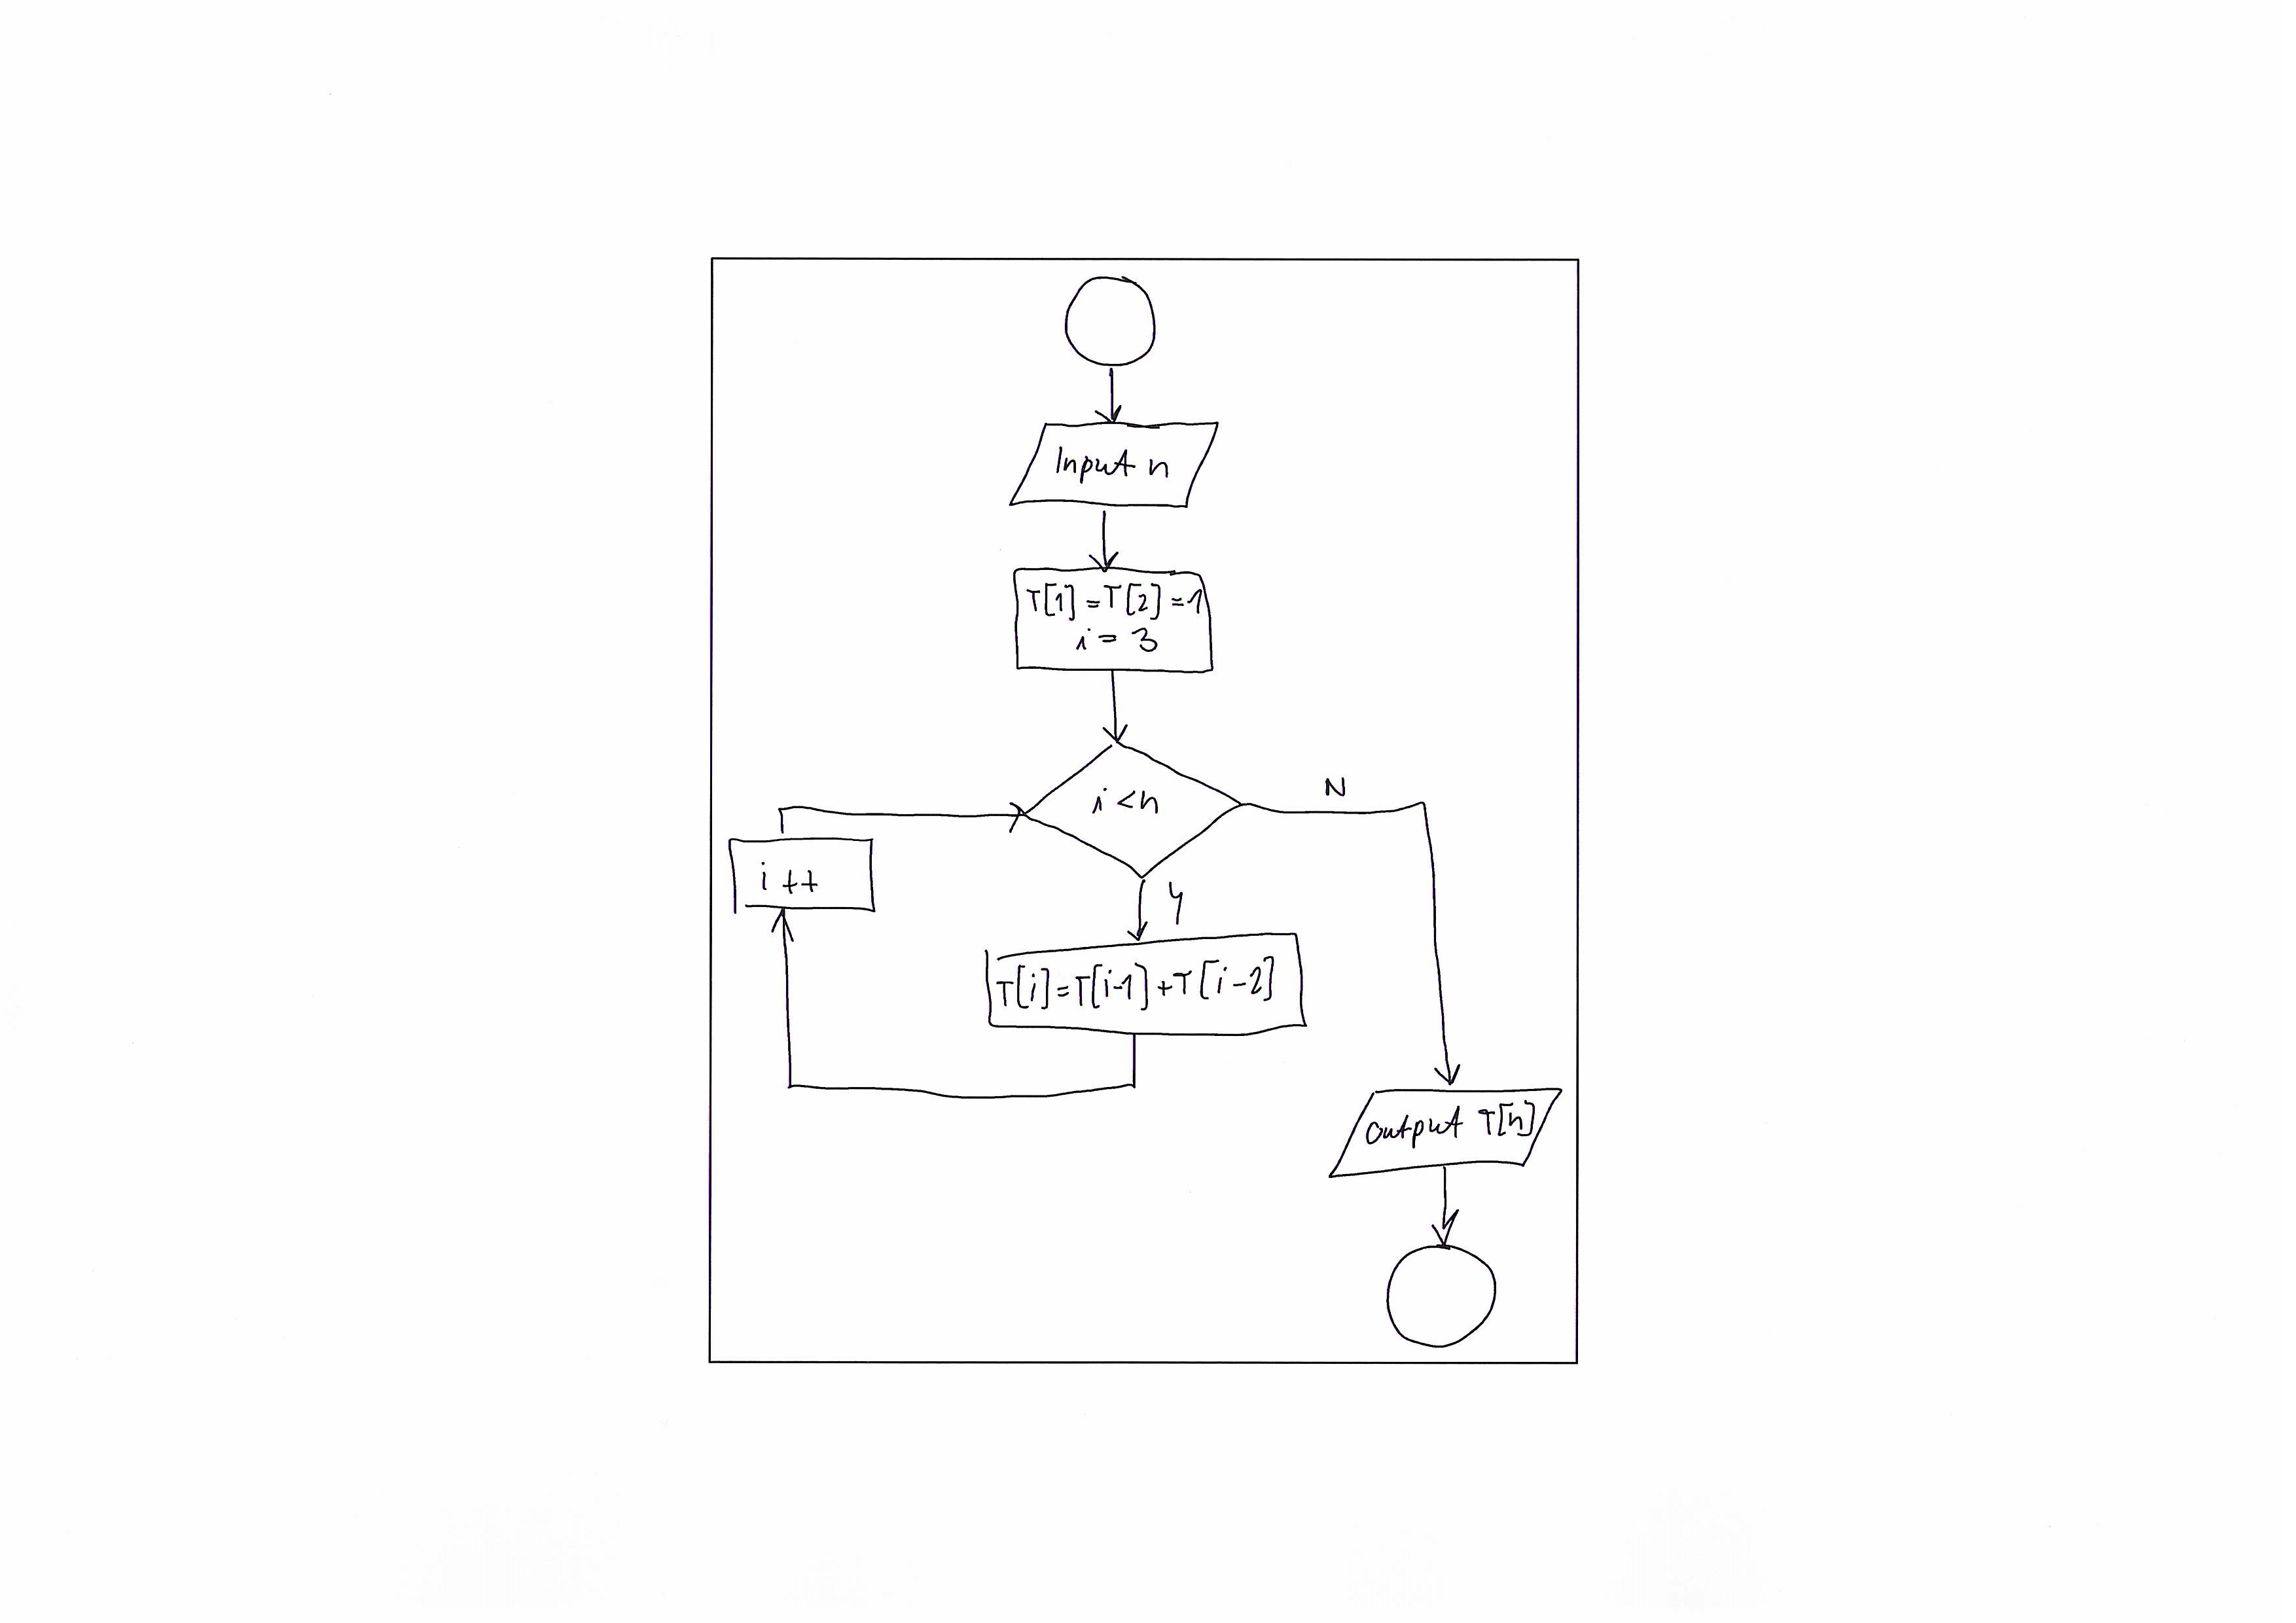 Input n
T[1]=T[2]=1
i = 3
i<n
N
i++
Y
T[i]=T[i-1]+T[i-2]
Output T[n]